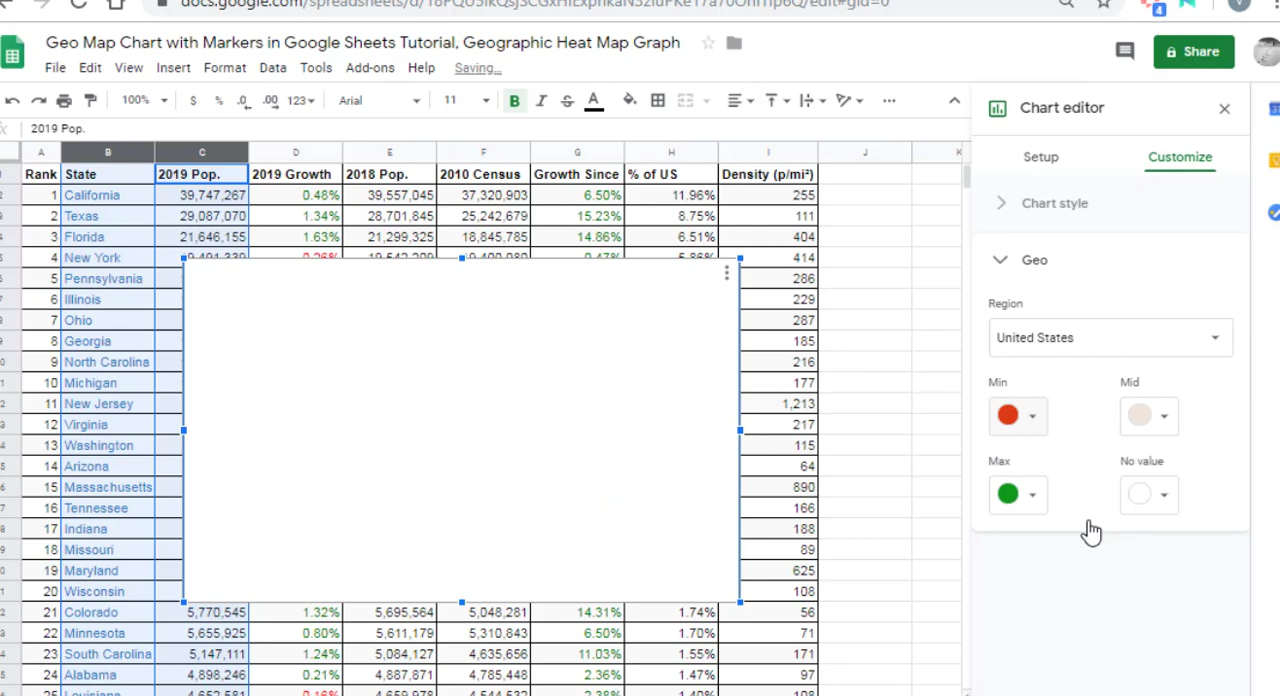 Geo Map Chart with Markers in Google Sheets Tutorial, Geographic Heat Map Graph
Share
File Edit View Insert Format Data Tools Add-ons Help Saving...
100% $ % .0 .00 123 Arial 11 B I S A
Chart editor
2019 Pop.
Setup Customize
A B C D E F G H I J K
Rank State 2019 Pop. 2019 Growth 2018 Pop. 2010 Census Growth Since % of US Density (p/mi²)
1 California 39,747,267 0.48% 39,557,045 37,320,903 6.50% 11.96% 255
2 Texas 29,087,070 1.34% 28,701,845 25,242,679 15.23% 8.75% 111
3 Florida 21,646,155 1.63% 21,299,325 18,845,785 14.86% 6.51% 404
4 New York 414
5 Pennsylvania 286
6 Illinois 229
7 Ohio 287
8 Georgia 185
9 North Carolina 216
10 Michigan 177
11 New Jersey 1,213
12 Virginia 217
13 Washington 115
14 Arizona 64
15 Massachusetts 890
16 Tennessee 166
17 Indiana 188
18 Missouri 89
19 Maryland 625
20 Wisconsin 108
21 Colorado 5,770,545 1.32% 5,695,564 5,048,281 14.31% 1.74% 56
22 Minnesota 5,655,925 0.80% 5,611,179 5,310,843 6.50% 1.70% 71
23 South Carolina 5,147,111 1.24% 5,084,127 4,635,656 11.03% 1.55% 171
24 Alabama 4,898,246 0.21% 4,887,871 4,785,448 2.36% 1.47% 97
Chart style
Geo
Region
United States
Min Mid
Max No value